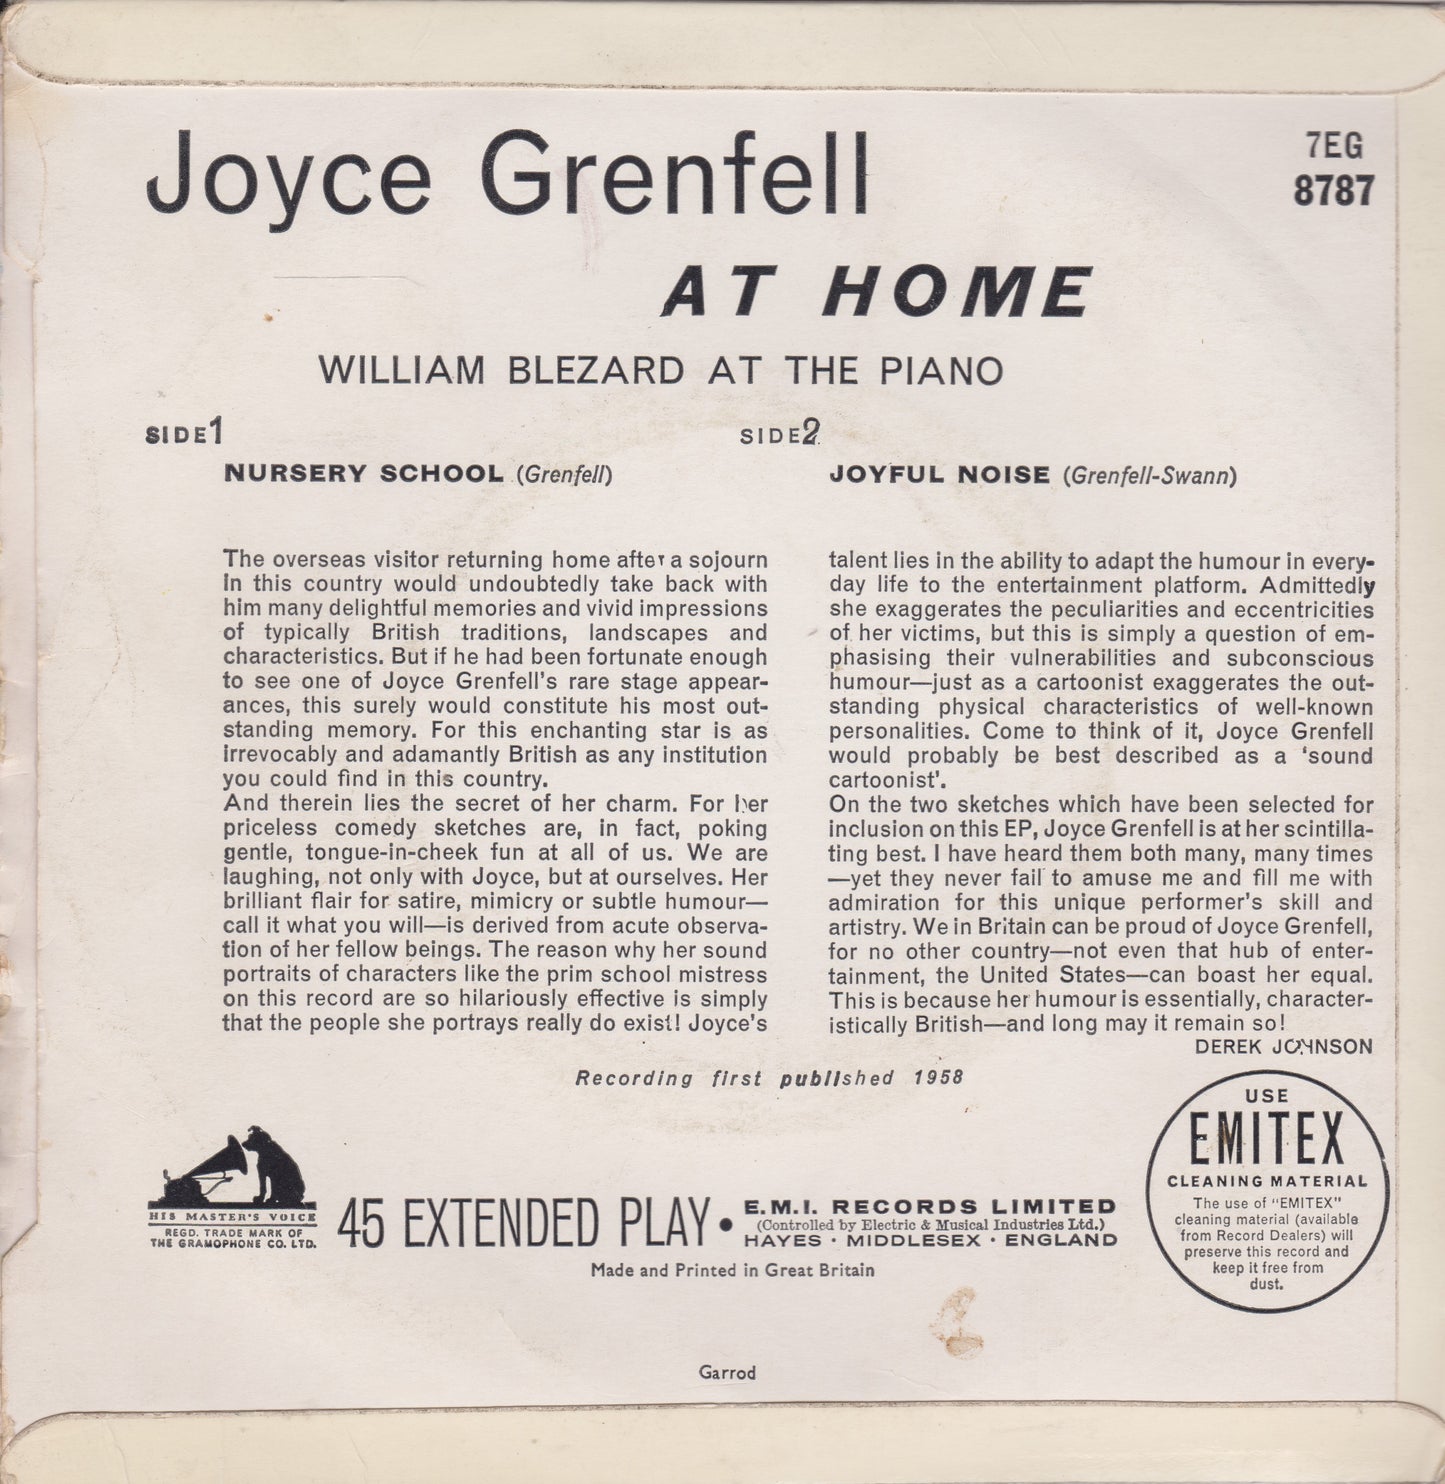 Joyce Grenfell
7EG
8787
AT HOME
WILLIAM BLEZARD AT THE PIANO
SIDE 1
NURSERY SCHOOL (Grenfell)
SIDE 2
JOYFUL NOISE (Grenfell-Swann)
The overseas visitor returning home after a sojourn
in this country would undoubtedly take back with
him many delightful memories and vivid impressions
of typically British traditions, landscapes and
characteristics. But if he had been fortunate enough
to see one of Joyce Grenfell's rare stage appear-
ances, this surely would constitute his most out-
standing memory. For this enchanting star is as
irrevocably and adamantly British as any institution
you could find in this country.
And therein lies the secret of her charm. For her
priceless comedy sketches are, in fact, poking
gentle, tongue-in-cheek fun at all of us. We are
laughing, not only with Joyce, but at ourselves. Her
brilliant flair for satire, mimicry or subtle humour—
call it what you will—is derived from acute observa-
tion of her fellow beings. The reason why her sound
portraits of characters like the prim school mistress
on this record are so hilariously effective is simply
that the people she portrays really do exist! Joyce's
talent lies in the ability to adapt the humour in every-
day life to the entertainment platform. Admittedly
she exaggerates the peculiarities and eccentricities
of her victims, but this is simply a question of em-
phasising their vulnerabilities and subconscious
humour—just as a cartoonist exaggerates the out-
standing physical characteristics of well-known
personalities. Come to think of it, Joyce Grenfell
would probably be best described as a 'sound
cartoonist'.
On the two sketches which have been selected for
inclusion on this EP, Joyce Grenfell is at her scintilla-
ting best. I have heard them both many, many times
—yet they never fail to amuse me and fill me with
admiration for this unique performer's skill and
artistry. We in Britain can be proud of Joyce Grenfell,
for no other country—not even that hub of enter-
tainment, the United States—can boast her equal.
This is because her humour is essentially, character-
istically British—and long may it remain so!
DEREK JOHNSON
Recording first published 1958
HIS MASTER'S VOICE
REGD. TRADE MARK OF
THE GRAMOPHONE CO. LTD.
45 EXTENDED PLAY •
E.M.I. RECORDS LIMITED
(Controlled by Electric & Musical Industries Ltd.)
HAYES · MIDDLESEX · ENGLAND
Made and Printed in Great Britain
USE
EMITEX
CLEANING MATERIAL
The use of "EMITEX"
cleaning material (available
from Record Dealers) will
preserve this record and
keep it free from
dust.
Garrod